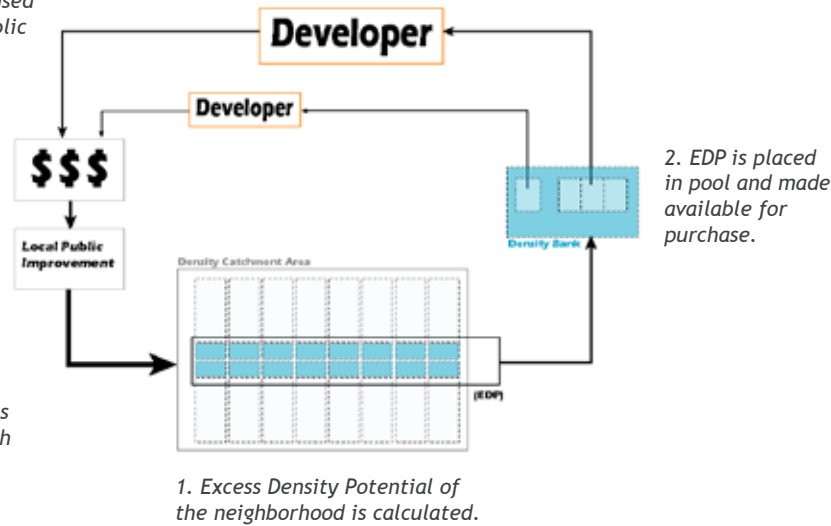 olic
Developer
Developer
$$$
2. EDP is placed
in pool and made
available for
purchase.
Local Public
Improvement
Density Bank
Density Catchment Area
(EDP)
s
h
1. Excess Density Potential of
the neighborhood is calculated.